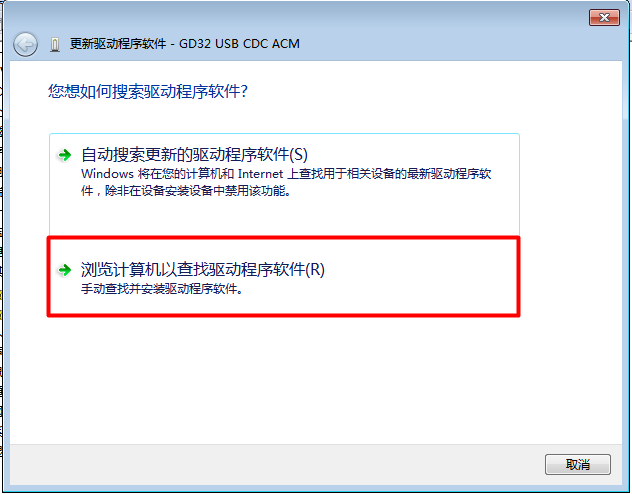 更新驱动程序软件 - GD32 USB CDC ACM
您想如何搜索驱动程序软件?
自动搜索更新的驱动程序软件(S)
Windows 将在您的计算机和 Internet 上查找用于相关设备的最新驱动程序软
件，除非在设备安装设备中禁用该功能。
浏览计算机以查找驱动程序软件(R)
手动查找并安装驱动程序软件。
取消